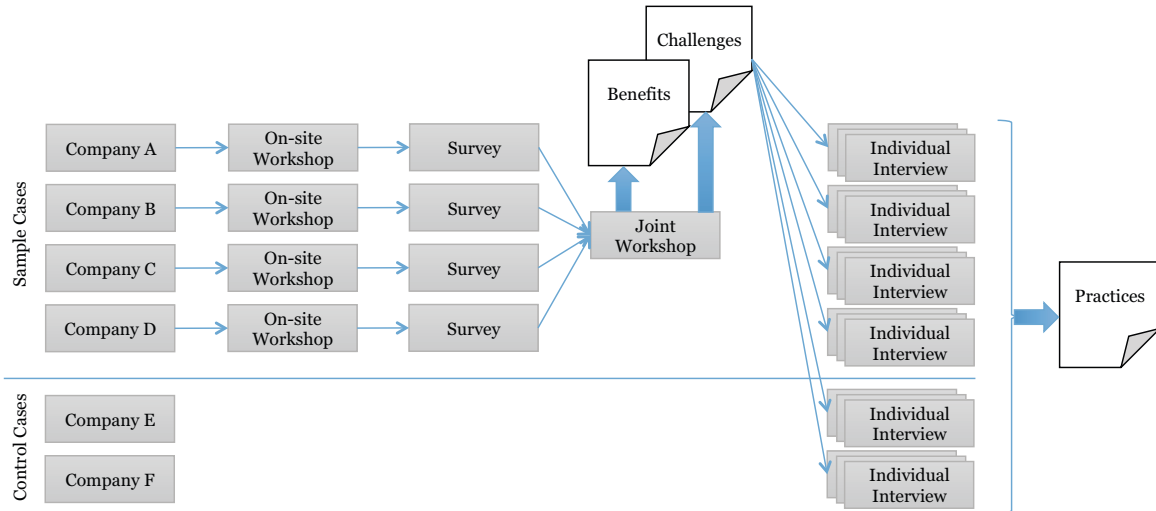 Challenges
Benefits
Sample Cases
Company A
On-site
Workshop
Survey
Individual
Interview
Company B
On-site
Workshop
Survey
Individual
Interview
Joint
Workshop
Company C
On-site
Workshop
Survey
Individual
Interview
Company D
On-site
Workshop
Survey
Individual
Interview
Practices
Control Cases
Company E
Individual
Interview
Company F
Individual
Interview